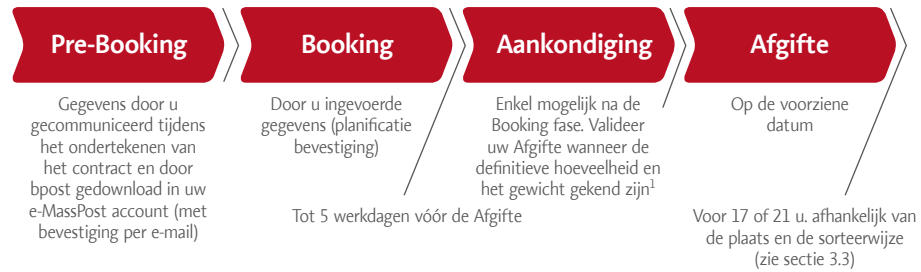 Pre-Booking
Booking
Aankondiging
Afgifte
Gegevens door u
gecommuniceerd tijdens
het ondertekenen van
het contract en door
bpost gedownload in uw
e-MassPost account (met
bevestiging per e-mail)
Door u ingevoerde
gegevens (planificatie
bevestiging)
Enkel mogelijk na de
Booking fase. Valideer
uw Afgifte wanneer de
definitieve hoeveelheid en
het gewicht gekend zijn¹
Op de voorziene
datum
Tot 5 werkdagen vóór de Afgifte
Voor 17 of 21 u. afhankelijk van
de plaats en de sorteerwijze
(zie sectie 3.3)